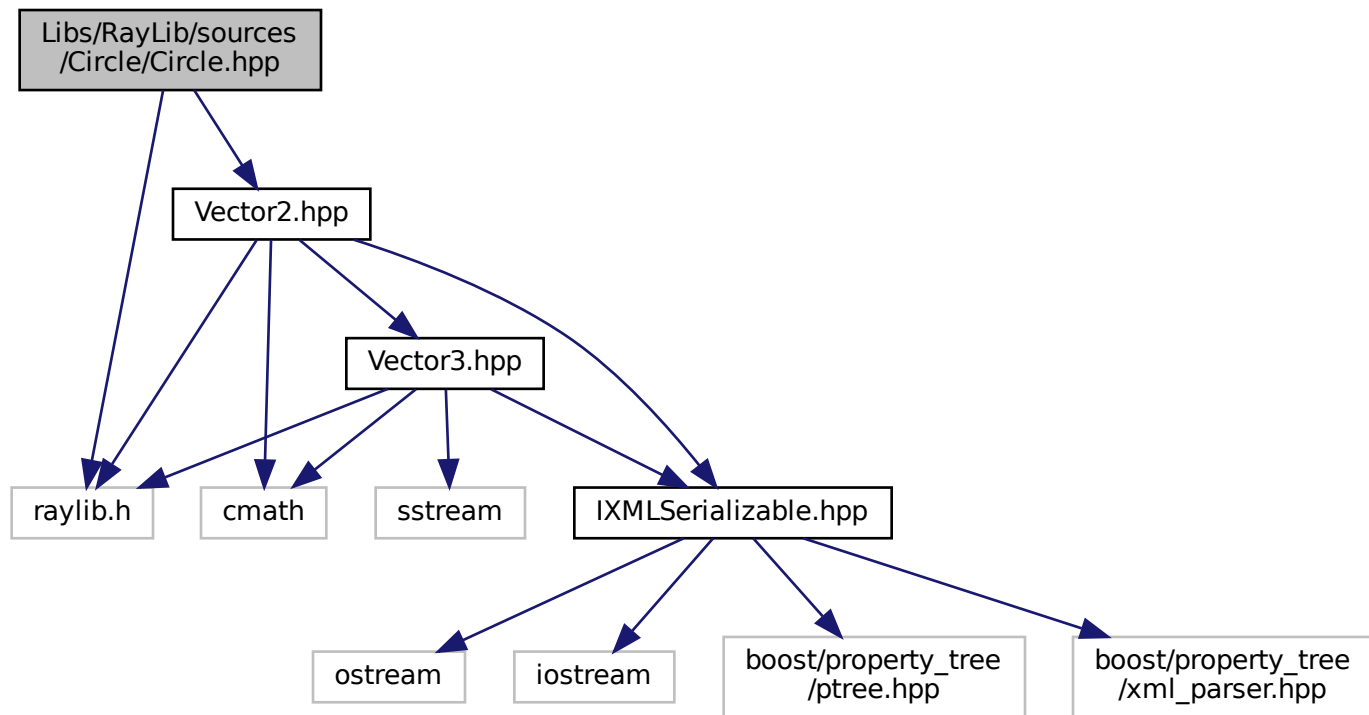 Libs/RayLib/sources
/Circle/Circle.hpp
Vector2.hpp
Vector3.hpp
raylib.h
cmath
sstream
IXMLSerializable.hpp
ostream
iostream
boost/property_tree
/ptree.hpp
boost/property_tree
/xml_parser.hpp